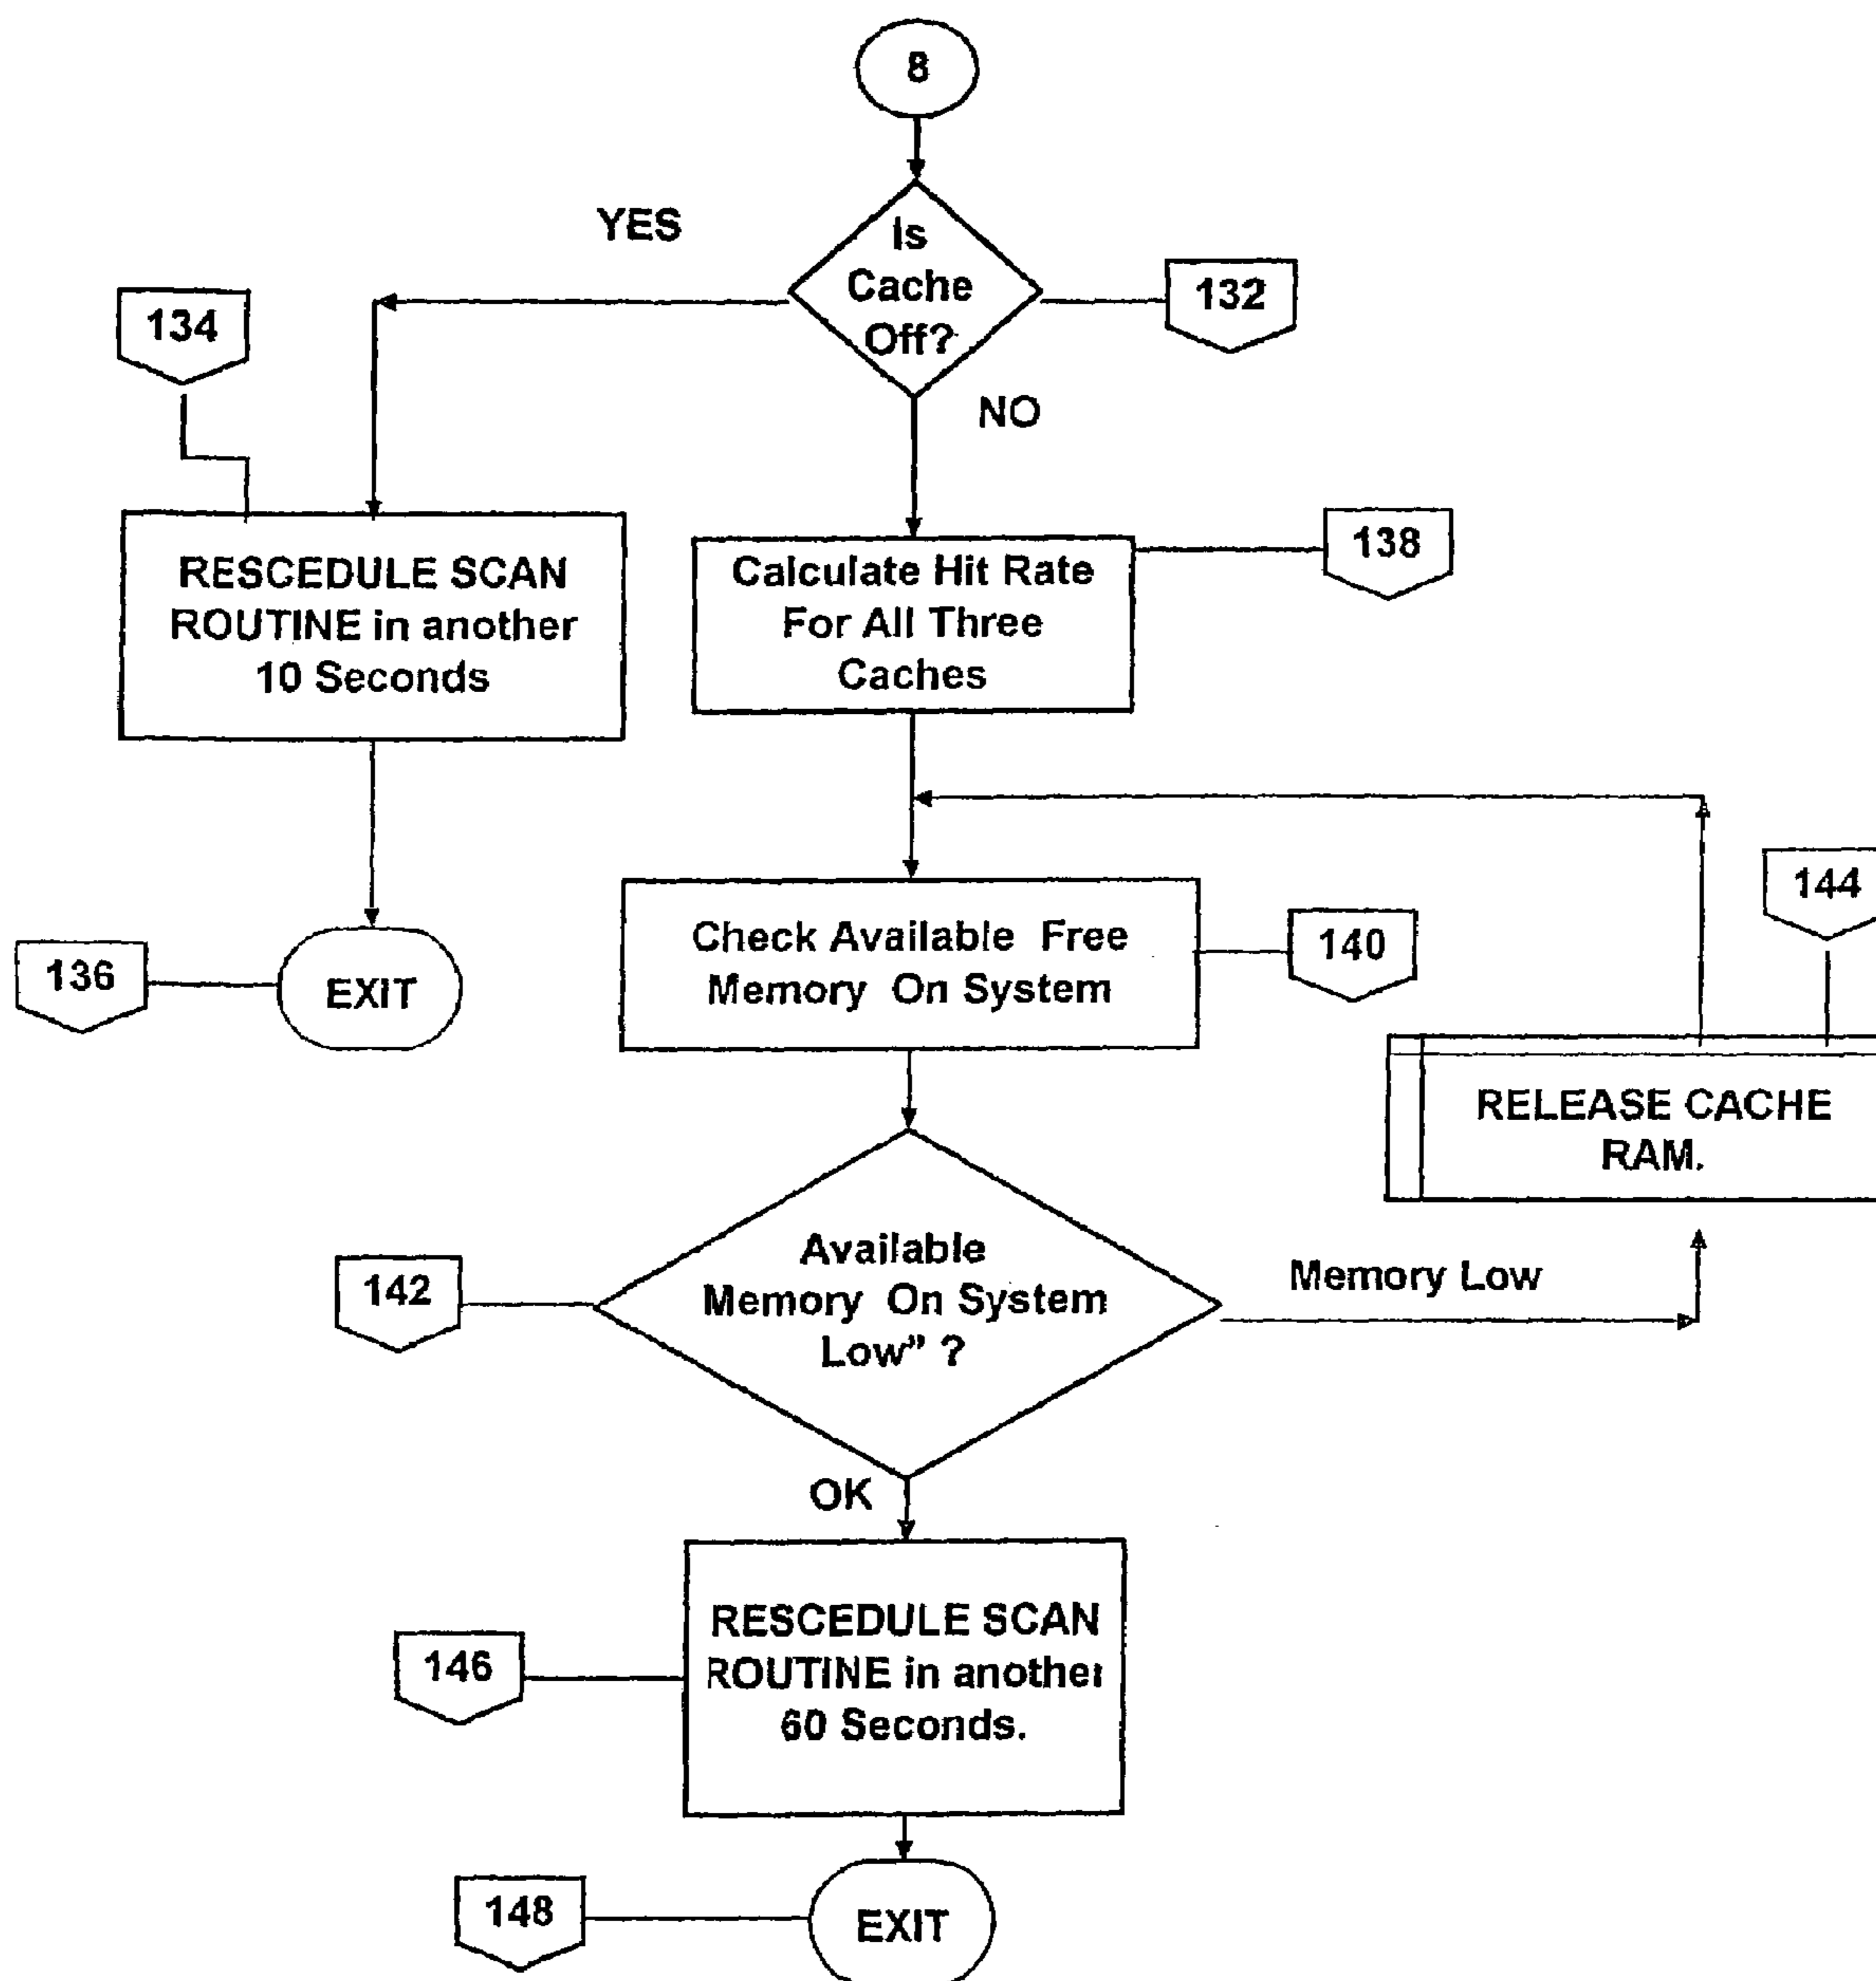 8
YES
Is
Cache
Off?
132
134
NO
RESCEDULE SCAN
ROUTINE in another
10 Seconds
Calculate Hit Rate
For All Three
Caches
138
136
EXIT
Check Available Free
Memory On System
140
144
RELEASE CACHE
RAM.
142
Available
Memory On System
Low" ?
Memory Low
OK
146
RESCEDULE SCAN
ROUTINE in another
60 Seconds.
148
EXIT